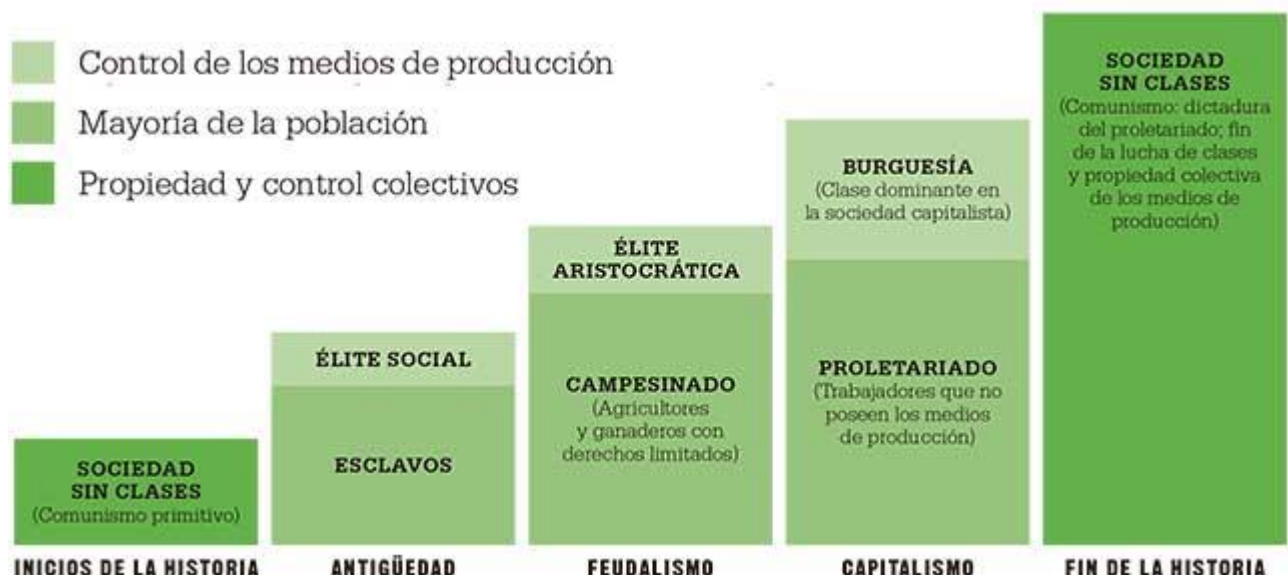 Control de los medios de producción
Mayoría de la población
Propiedad y control colectivos
SOCIEDAD
SIN CLASES
(Comunismo primitivo)
INICIOS DE LA HISTORIA
ÉLITE SOCIAL
ESCLAVOS
ANTIGÜEDAD
ÉLITE
ARISTOCRÁTICA
CAMPESINADO
(Agricultores
y ganaderos con
derechos limitados)
FEUDALISMO
BURGUESÍA
(Clase dominante en
la sociedad capitalista)
PROLETARIADO
(Trabajadores que no
poseen los medios
de producción)
CAPITALISMO
SOCIEDAD
SIN CLASES
(Comunismo: dictadura
del proletariado; fin
de la lucha de clases
y propiedad colectiva
de los medios de
producción)
FIN DE LA HISTORIA